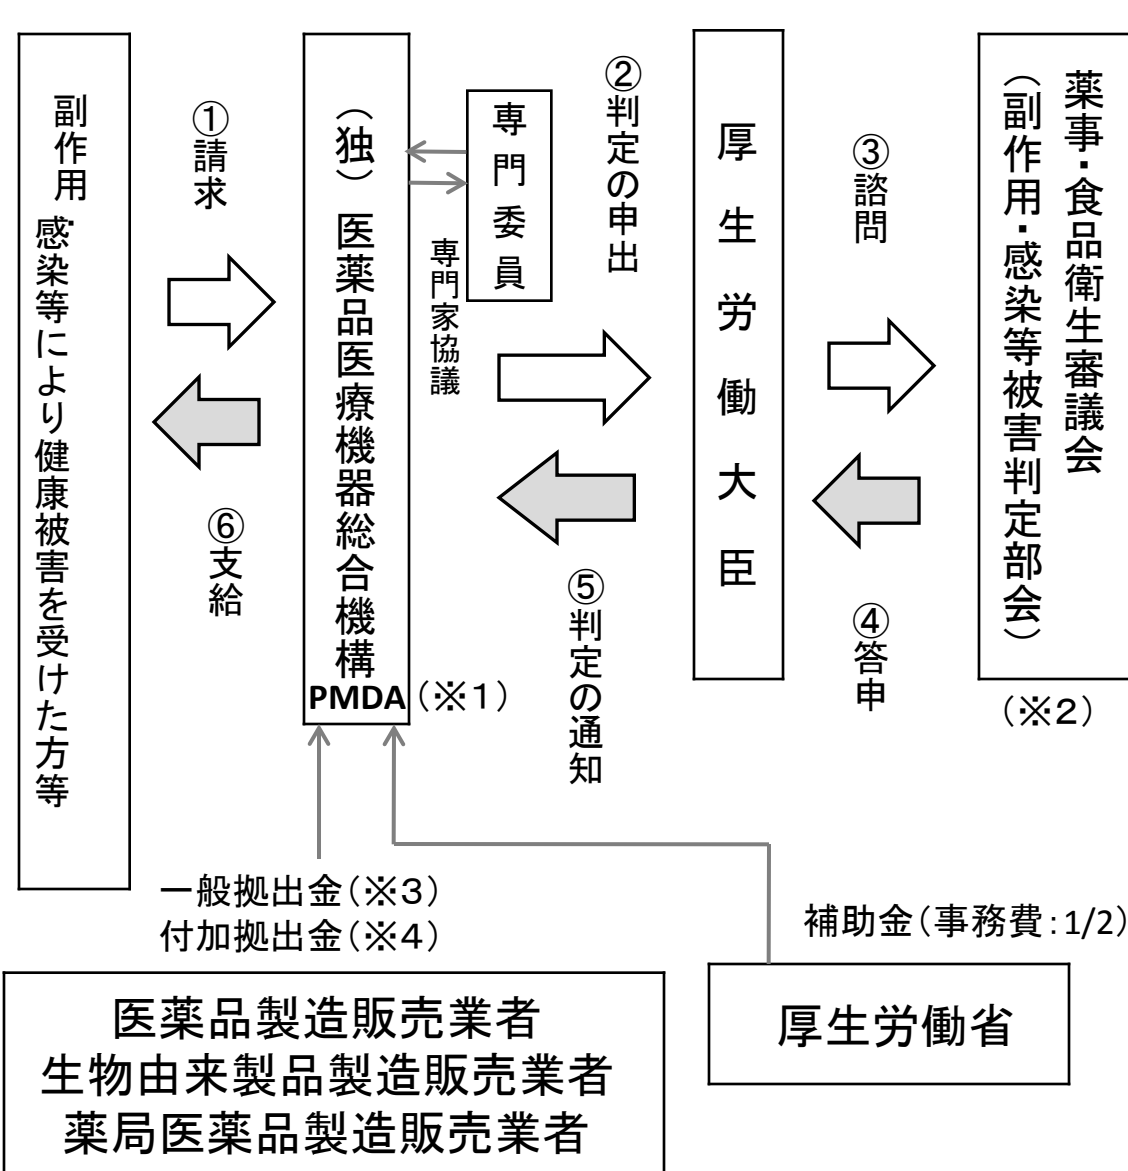 副作用・
感染等により健康被害を受けた方等
①請求
⑥支給
（独）医薬品医療機器総合機構
PMDA（※1）
専門委員
専門家協議
②判定の申出
⑤判定の通知
厚生労働大臣
③諮問
④答申
薬事・食品衛生審議会
（副作用・感染等被害判定部会）
（※2）
一般拠出金（※3）
付加拠出金（※4）
補助金（事務費：1/2）
医薬品製造販売業者
生物由来製品製造販売業者
薬局医薬品製造販売業者
厚生労働省